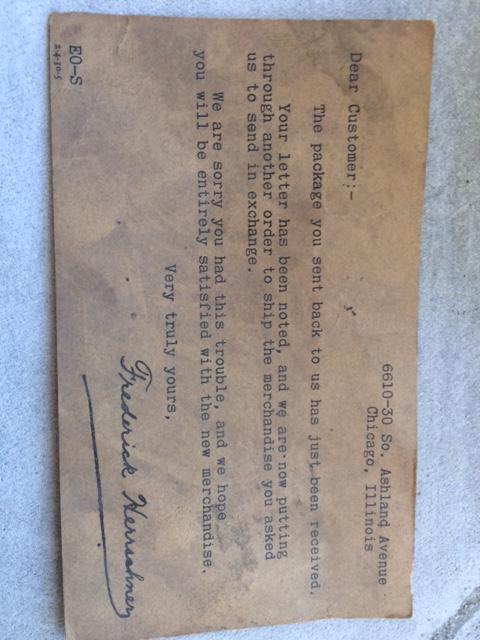 6610-30 So. Ashland Avenue
Chicago, Illinois
Dear Customer:-
The package you sent back to us has just been received.
Your letter has been noted, and we are now putting
through another order to ship the merchandise you asked
us to send in exchange.
We are sorry you had this trouble, and we hope
you will be entirely satisfied with the new merchandise.
Very truly yours,
Frederick Herrschner
EO-S